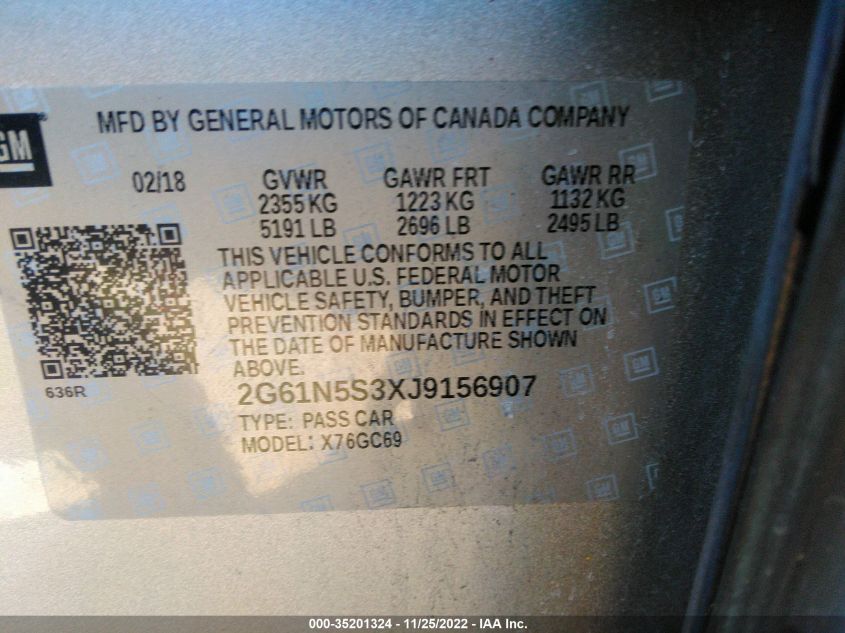 GM
MFD BY GENERAL MOTORS OF CANADA COMPANY
02/18 GVWR GAWR FRT GAWR RR
2355 KG 1223 KG 1132 KG
5191 LB 2696 LB 2495 LB
THIS VEHICLE CONFORMS TO ALL
APPLICABLE U.S. FEDERAL MOTOR
VEHICLE SAFETY, BUMPER, AND THEFT
PREVENTION STANDARDS IN EFFECT ON
THE DATE OF MANUFACTURE SHOWN
ABOVE.
636R
2G61N5S3XJ9156907
TYPE: PASS CAR
MODEL: X76GC69
000-35201324 - 11/25/2022 - IAA Inc.